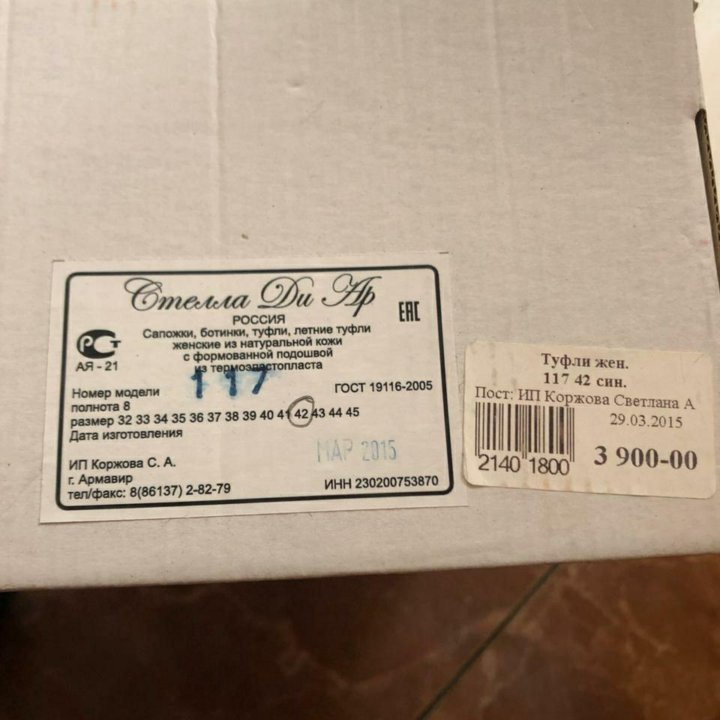 Стелла Ди Ар
РОССИЯ
ЕАС
Сапожки, ботинки, туфли, летние туфли
женские из натуральной кожи
с формованной подошвой
из термоэластопласта
РСТ
АЯ - 21
Номер модели 117 ГОСТ 19116-2005
полнота 8
размер 32 33 34 35 36 37 38 39 40 41 42 43 44 45
Дата изготовления
МАР 2015
ИП Коржова С. А.
г. Армавир
тел/факс: 8(86137) 2-82-79
ИНН 230200753870
Туфли жен.
117 42 син.
Пост: ИП Коржова Светлана А
29.03.2015
2140 1800
3 900-00